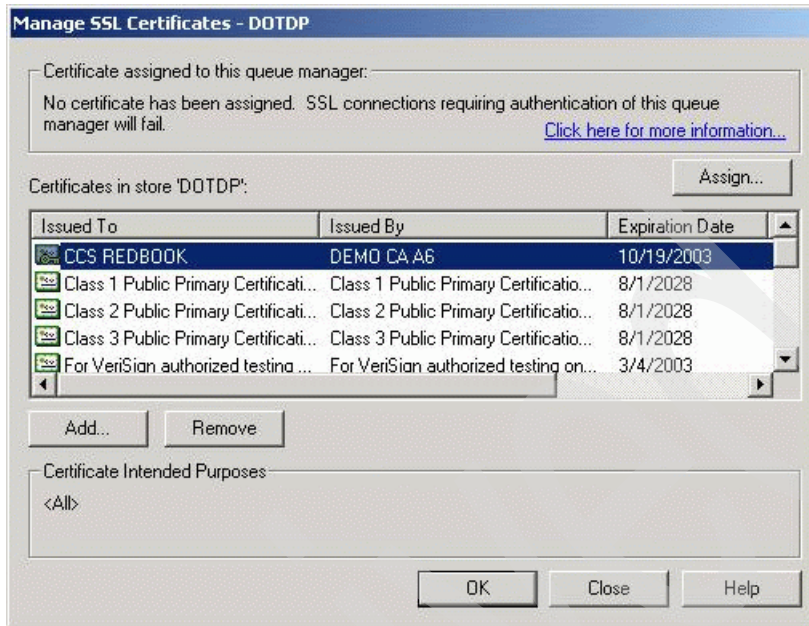 Manage SSL Certificates - DOTDP
Certificate assigned to this queue manager:
No certificate has been assigned. SSL connections requiring authentication of this queue
manager will fail.
Click here for more information...
Assign...
Certificates in store 'DOTDP':
Issued To Issued By Expiration Date
CCS REDBOOK DEMO CA A6 10/19/2003
Class 1 Public Primary Certificati... Class 1 Public Primary Certificatio... 8/1/2028
Class 2 Public Primary Certificati... Class 2 Public Primary Certificatio... 8/1/2028
Class 3 Public Primary Certificati... Class 3 Public Primary Certificatio... 8/1/2028
For VeriSign authorized testing ... For VeriSign authorized testing on... 3/4/2003
Add... Remove
Certificate Intended Purposes
<All>
OK Close Help